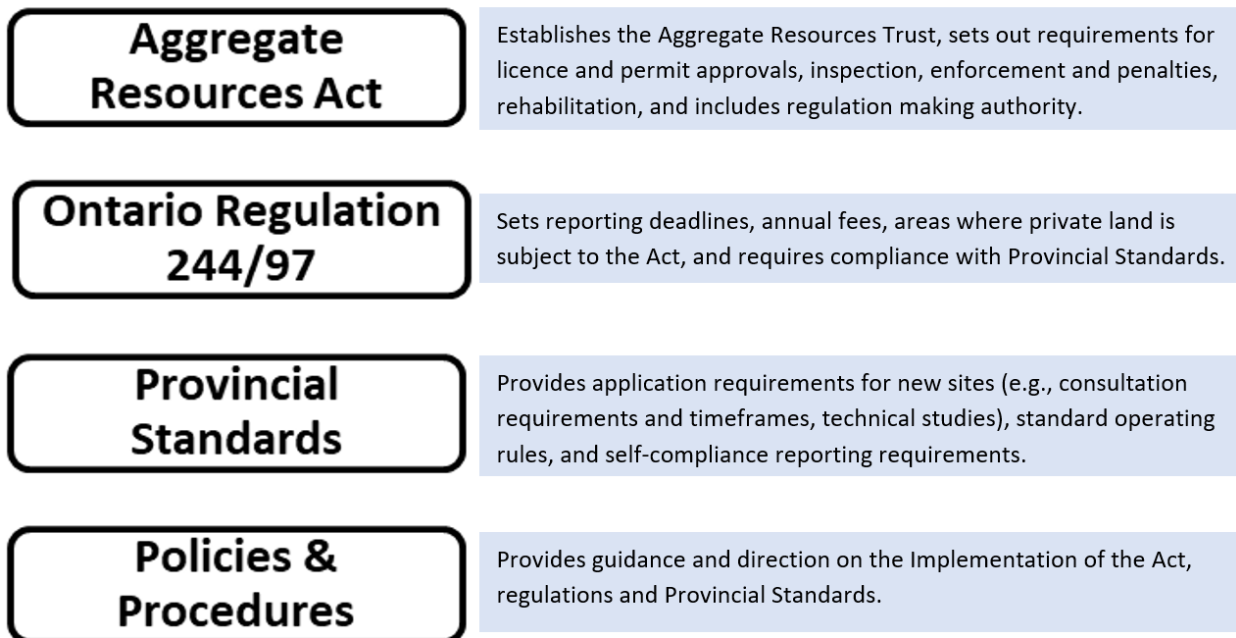 Aggregate
Resources Act
Establishes the Aggregate Resources Trust, sets out requirements for
licence and permit approvals, inspection, enforcement and penalties,
rehabilitation, and includes regulation making authority.
Ontario Regulation
244/97
Sets reporting deadlines, annual fees, areas where private land is
subject to the Act, and requires compliance with Provincial Standards.
Provincial
Standards
Provides application requirements for new sites (e.g., consultation
requirements and timeframes, technical studies), standard operating
rules, and self-compliance reporting requirements.
Policies &
Procedures
Provides guidance and direction on the Implementation of the Act,
regulations and Provincial Standards.